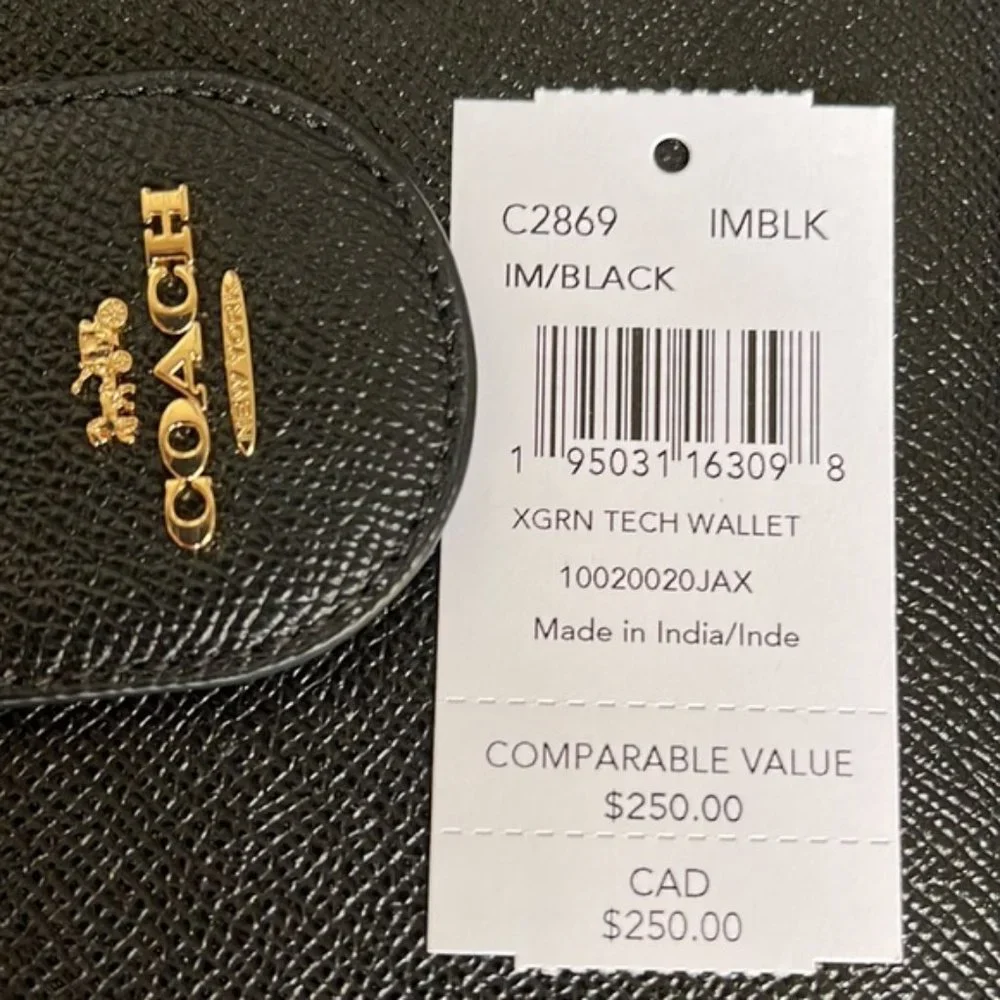 COACH
NEW YORK
C2869 IMBLK
IM/BLACK
1 95031 16309 8
XGRN TECH WALLET
10020020JAX
Made in India/Inde
COMPARABLE VALUE
$250.00
CAD
$250.00